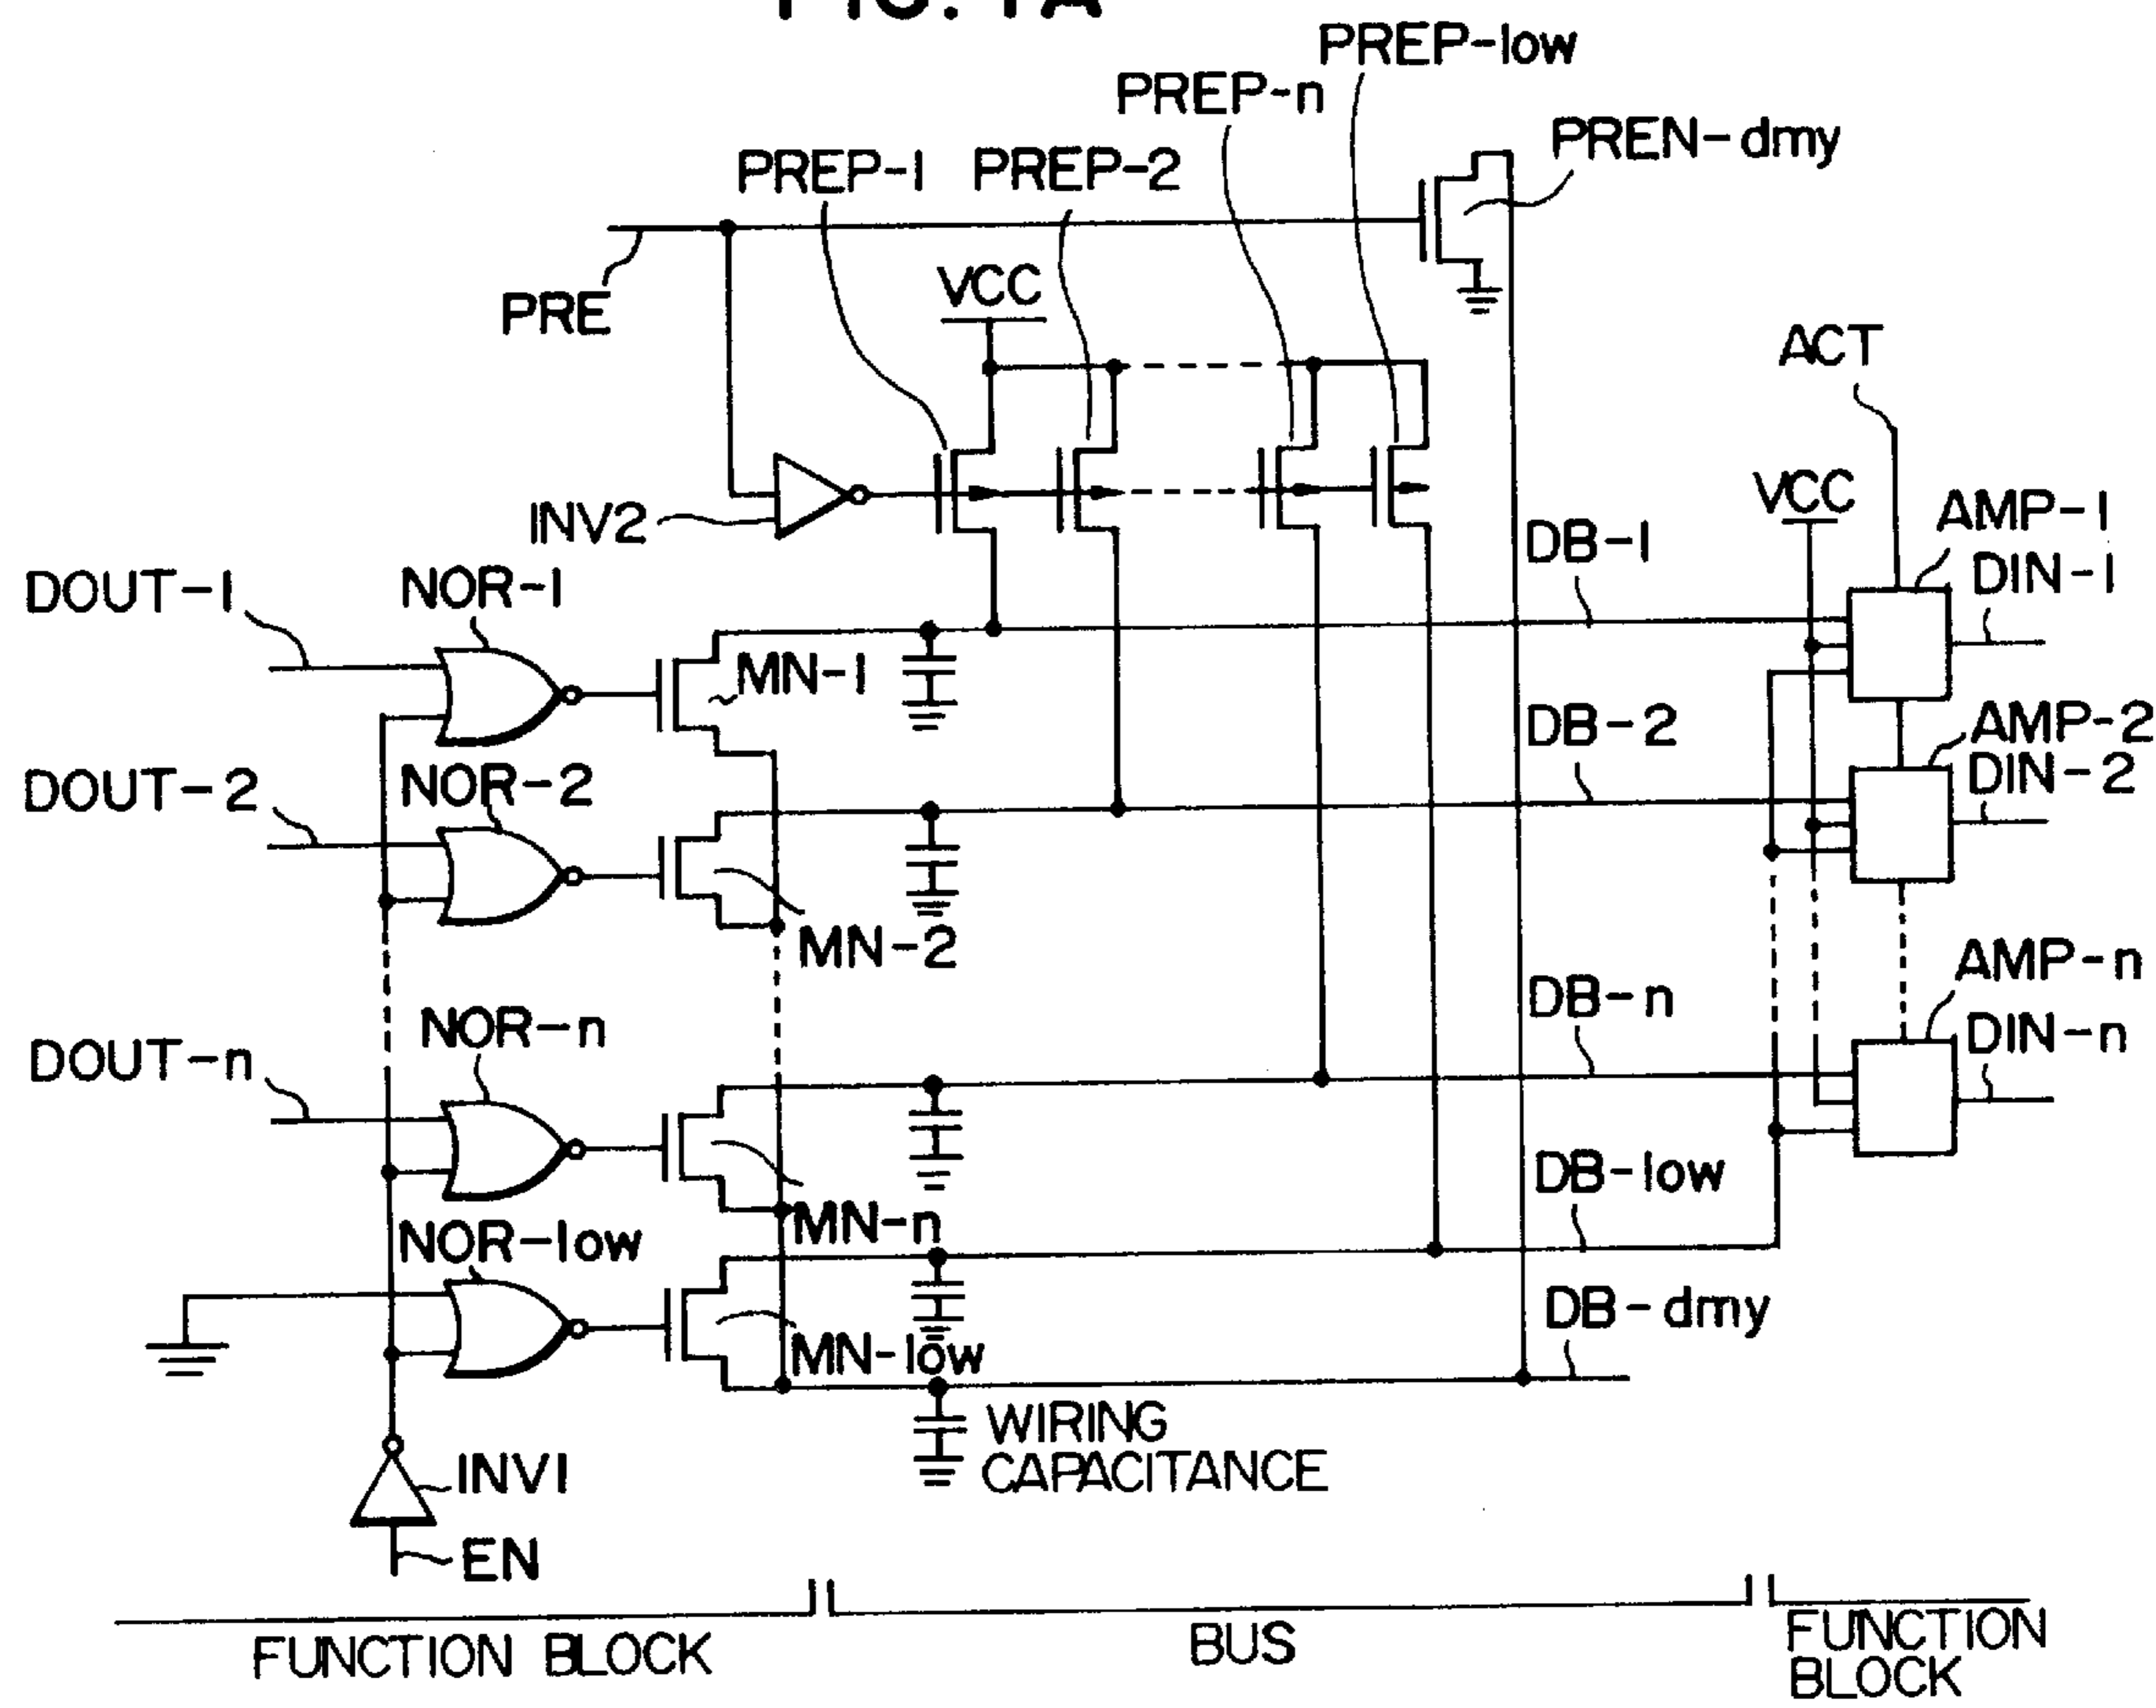 FIG. 1A
PREP-low
PREP-n
PREN-dmy
PREP-1
PREP-2
PRE
VCC
ACT
VCC
AMP-1
INV2
DB-1
DIN-1
DOUT-1
NOR-1
MN-1
DB-2
AMP-2
DOUT-2
NOR-2
DIN-2
MN-2
AMP-n
DB-n
NOR-n
DIN-n
DOUT-n
DB-low
MN-n
NOR-low
DB-dmy
MN-low
WIRING
CAPACITANCE
INV1
EN
FUNCTION BLOCK
BUS
FUNCTION
BLOCK